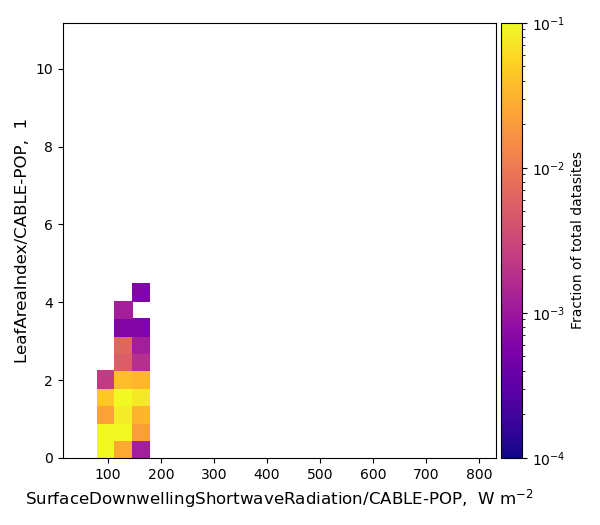 10
8
6
4
2
0
LeafAreaIndex/CABLE-POP,  1
100 200 300 400 500 600 700 800
SurfaceDownwellingShortwaveRadiation/CABLE-POP,  W m⁻²
10⁻¹
10⁻²
10⁻³
10⁻⁴
Fraction of total datasites